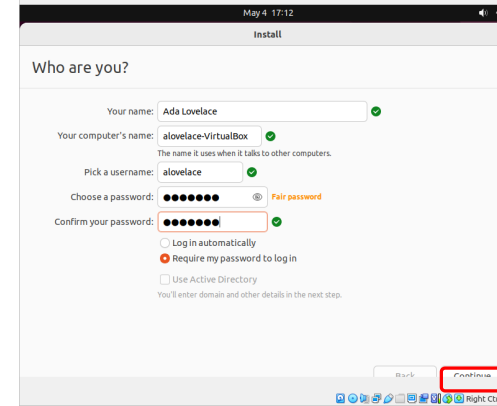 May 4 17:12
Install
Who are you?
Your name: Ada Lovelace
Your computer's name: alovelace-VirtualBox
The name it uses when it talks to other computers.
Pick a username: alovelace
Choose a password: ●●●●●●● Fair password
Confirm your password: ●●●●●●●
Log in automatically
Require my password to log in
Use Active Directory
You'll enter domain and other details in the next step.
Back Continue
Right Ct